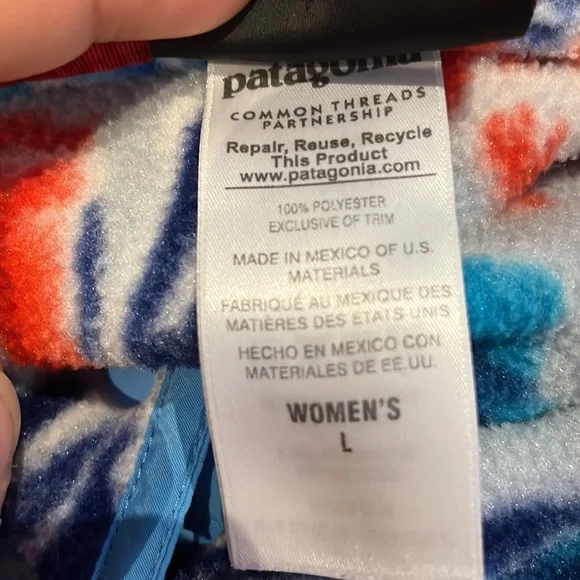 patagonia
COMMON THREADS
PARTNERSHIP
Repair, Reuse, Recycle
This Product
www.patagonia.com
100% POLYESTER
EXCLUSIVE OF TRIM
MADE IN MEXICO OF U.S.
MATERIALS
FABRIQUÉ AU MEXIQUE DES
MATIÈRES DES ÉTATS UNIS
HECHO EN MEXICO CON
MATERIALES DE EE.UU.
WOMEN'S
L